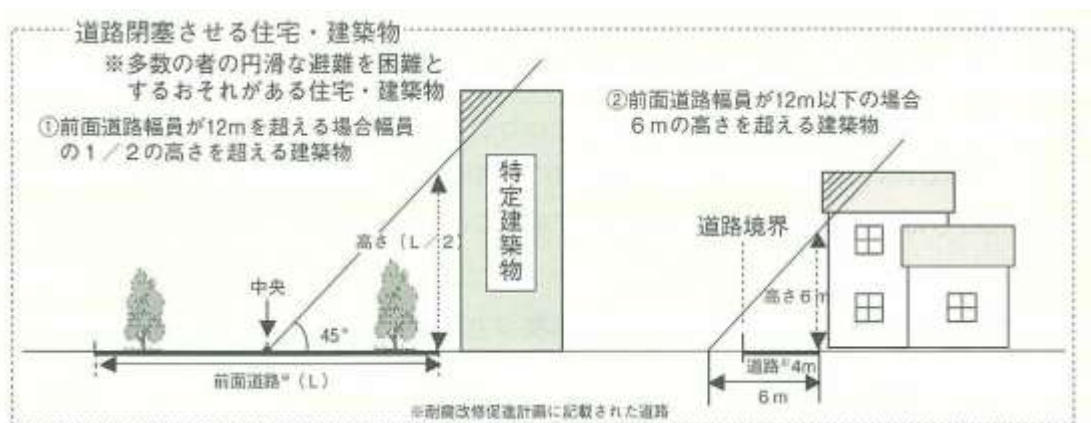 道路閉塞させる住宅・建築物
※多数の者の円滑な避難を困難と
するおそれがある住宅・建築物
①前面道路幅員が12mを超える場合幅員
の1／2の高さを超える建築物
②前面道路幅員が12m以下の場合
6mの高さを超える建築物
特定建築物
高さ（L／2）
中央
45°
前面道路※（L）
道路境界
高さ6m
道路※4m
6m
※耐震改修促進計画に記載された道路